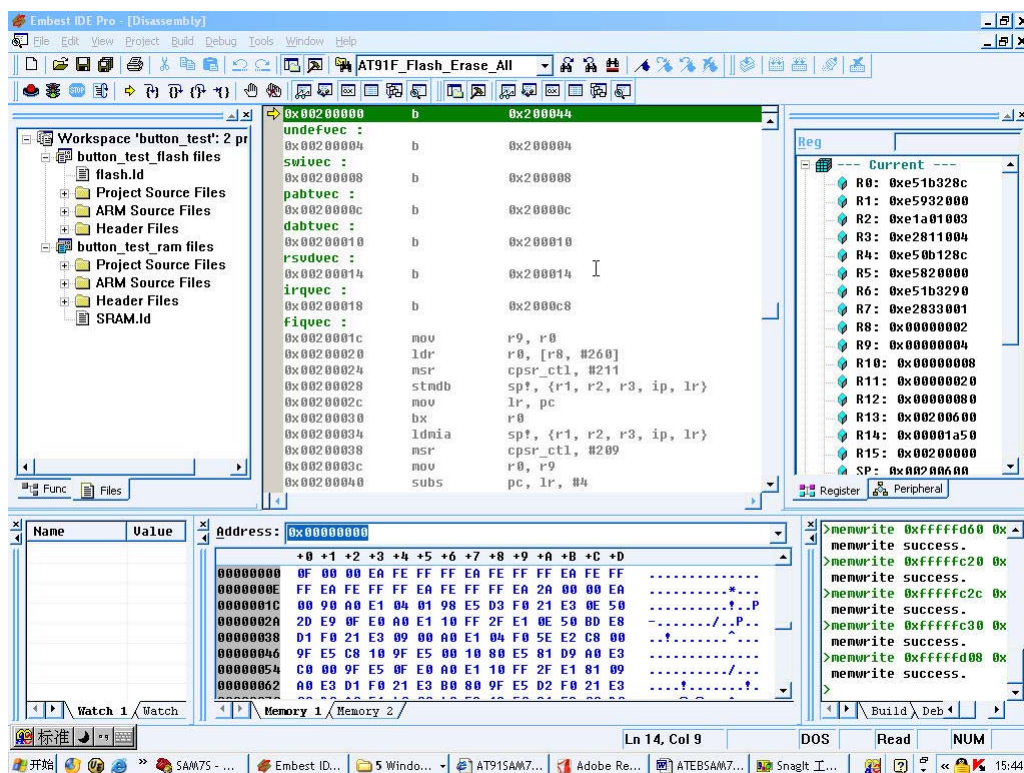 Embest IDE Pro - [Disassembly]
File Edit View Project Build Debug Tools Window Help
AT91F_Flash_Erase_All
Workspace 'button_test': 2 pr
button_test_flash files
flash.ld
Project Source Files
ARM Source Files
Header Files
button_test_ram files
Project Source Files
ARM Source Files
Header Files
SRAM.ld
Func Files
0x00200000 b 0x200044
undefvec :
0x00200004 b 0x200004
swivec :
0x00200008 b 0x200008
pabtvec :
0x0020000c b 0x20000c
dabtvec :
0x00200010 b 0x200010
rsvdvec :
0x00200014 b 0x200014
irqvec :
0x00200018 b 0x2000c8
fiqvec :
0x0020001c mov r9, r0
0x00200020 ldr r0, [r8, #260]
0x00200024 msr cpsr_ctl, #211
0x00200028 stmdb sp!, {r1, r2, r3, ip, lr}
0x0020002c mov lr, pc
0x00200030 bx r0
0x00200034 ldmia sp!, {r1, r2, r3, ip, lr}
0x00200038 msr cpsr_ctl, #209
0x0020003c mov r0, r9
0x00200040 subs pc, lr, #4
Reg
--- Current ---
R0: 0xe51b328c
R1: 0xe5932000
R2: 0xe1a01003
R3: 0xe2811004
R4: 0xe50b128c
R5: 0xe5820000
R6: 0xe51b3290
R7: 0xe2833001
R8: 0x00000002
R9: 0x00000004
R10: 0x00000008
R11: 0x00000020
R12: 0x00000080
R13: 0x00200600
R14: 0x00001a50
R15: 0x00200000
SP: 0x00200600
Register Peripheral
Name Value
Watch 1 Watch
Address: 0x00000000
+0 +1 +2 +3 +4 +5 +6 +7 +8 +9 +A +B +C +D
00000000 0F 00 00 EA FE FF FF EA FE FF FF EA FE FF ..............
0000000E FF EA FE FF FF EA FE FF FF EA 2A 00 00 EA ..........*...
0000001C 00 90 A0 E1 04 01 98 E5 D3 F0 21 E3 0E 50 ..........!..P
0000002A 2D E9 0F E0 A0 E1 10 FF 2F E1 0E 50 BD E8 -......./..P..
00000038 D1 F0 21 E3 09 00 A0 E1 04 F0 5E E2 C8 00 ..!.......^...
00000046 9F E5 C8 10 9F E5 00 10 80 E5 81 D9 A0 E3 ..............
00000054 C0 00 9F E5 0F E0 A0 E1 10 FF 2F E1 81 09 ........../...
00000062 A0 E3 D1 F0 21 E3 B0 80 9F E5 D2 F0 21 E3 ....!.......!.
Memory 1 Memory 2
>memwrite 0xfffffd60 0x
memwrite success.
>memwrite 0xfffffc20 0x
memwrite success.
>memwrite 0xfffffc2c 0x
memwrite success.
>memwrite 0xfffffc30 0x
memwrite success.
>memwrite 0xfffffd08 0x
memwrite success.
>
Build Deb
Ln 14, Col 9 DOS Read NUM
标准
开始 » SAM7S - ... Embest ID... 5 Windo... AT91SAM7... Adobe Re... ATEBSAM7... SnagIt 工... « 15:44